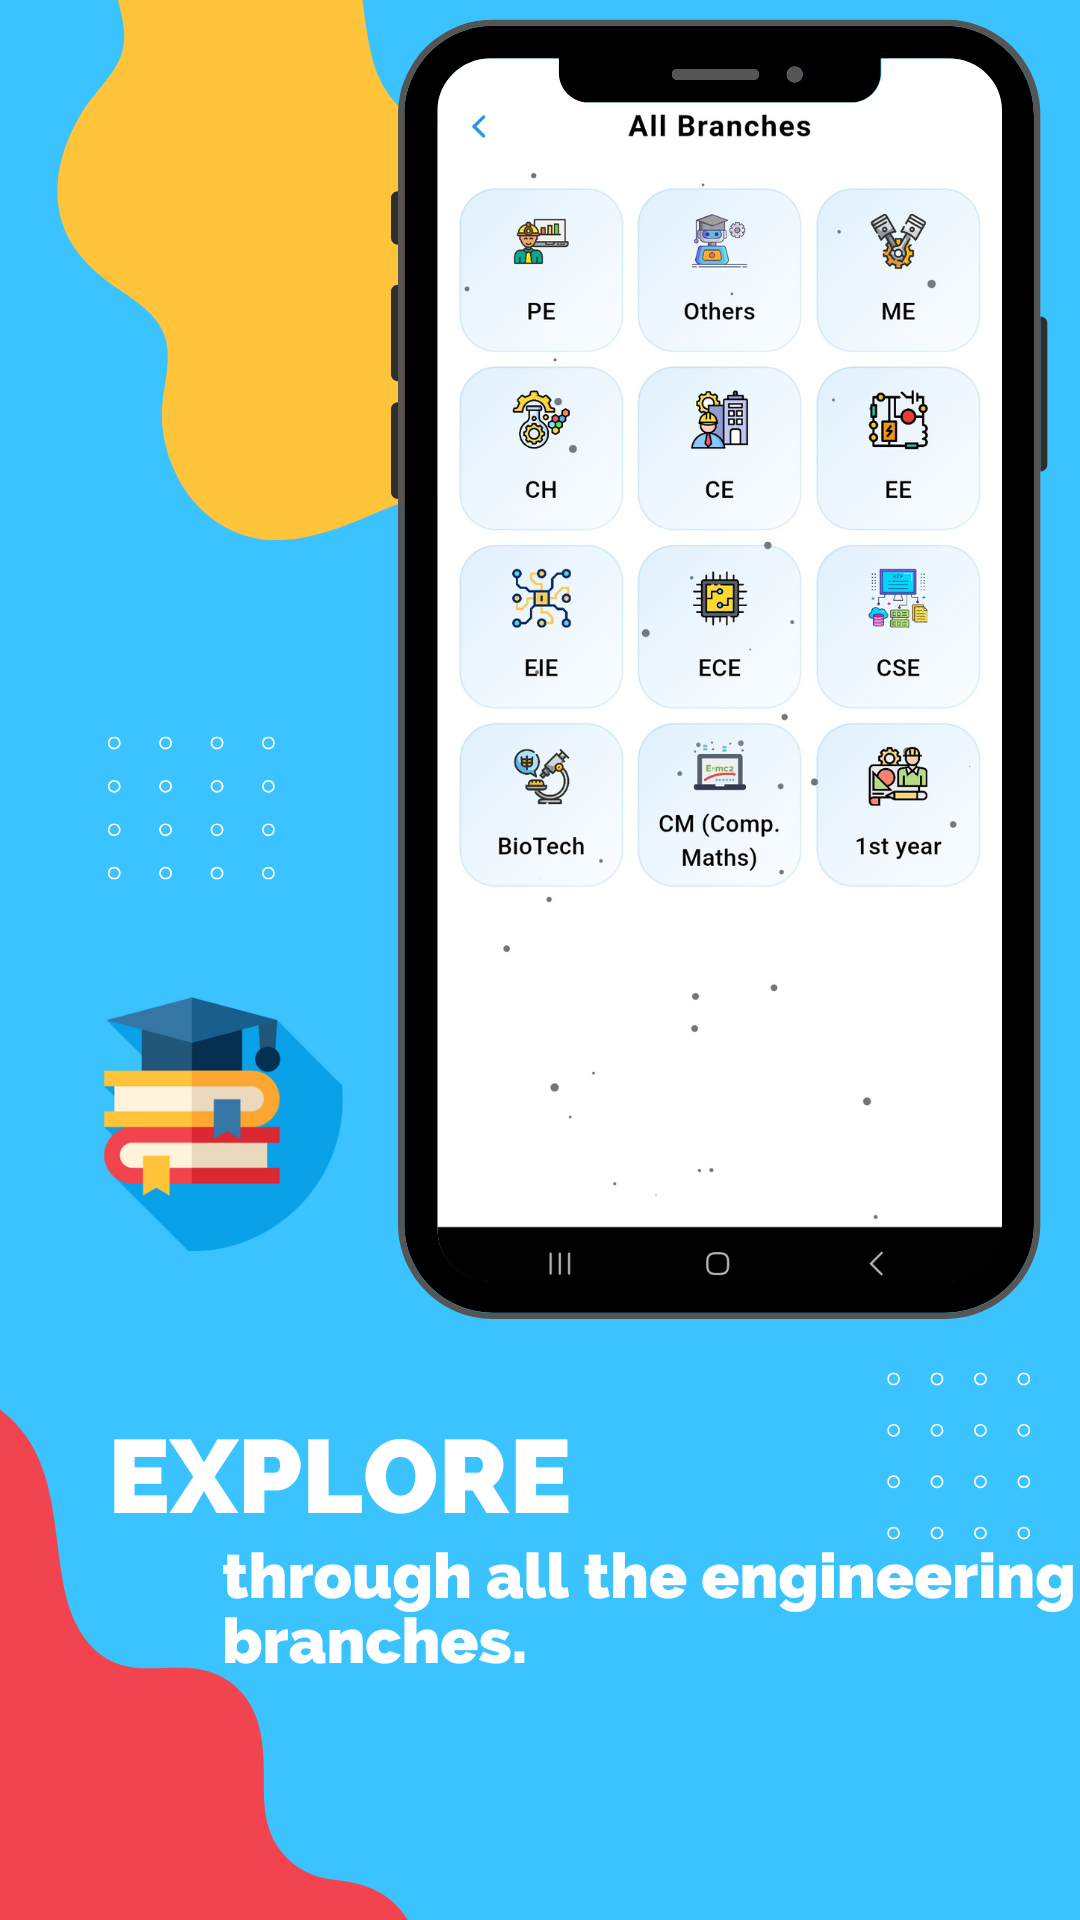 All Branches
PE
Others
ME
CH
CE
EE
EIE
ECE
CSE
E=mc2
BioTech
CM (Comp.
Maths)
1st year
EXPLORE
through all the engineering
branches.